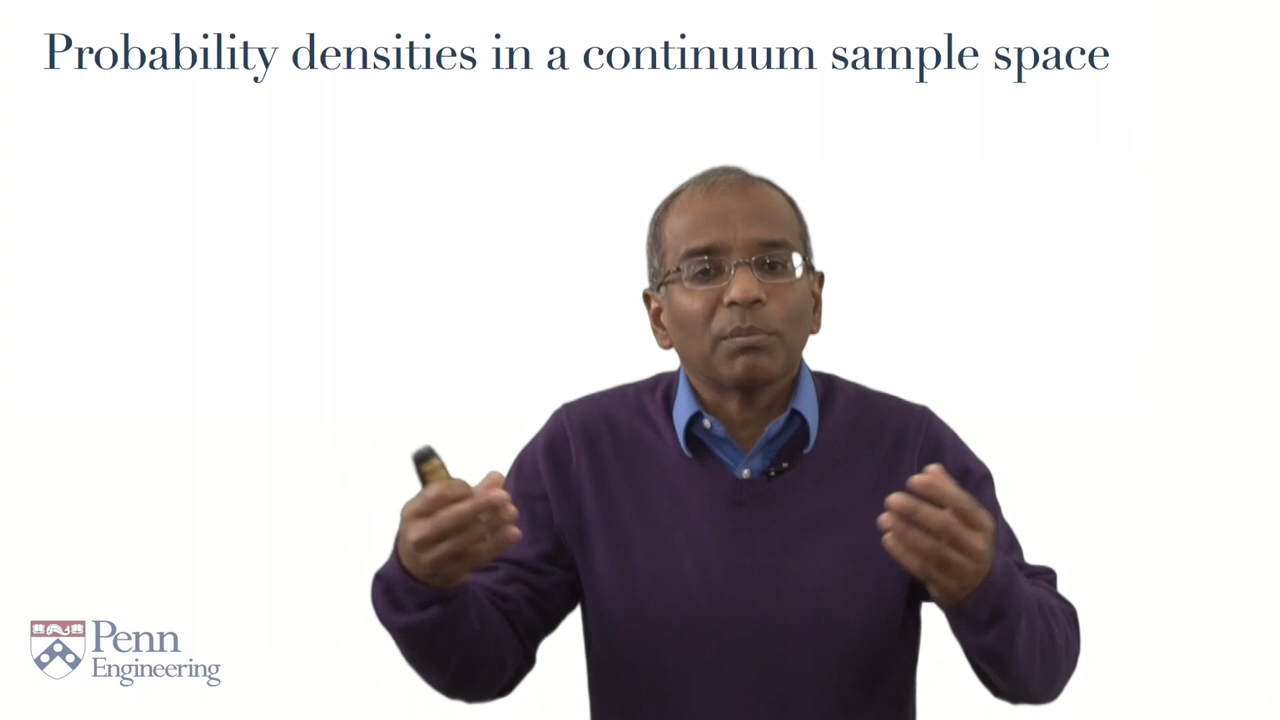 Probability densities in a continuum sample space
Penn
Engineering